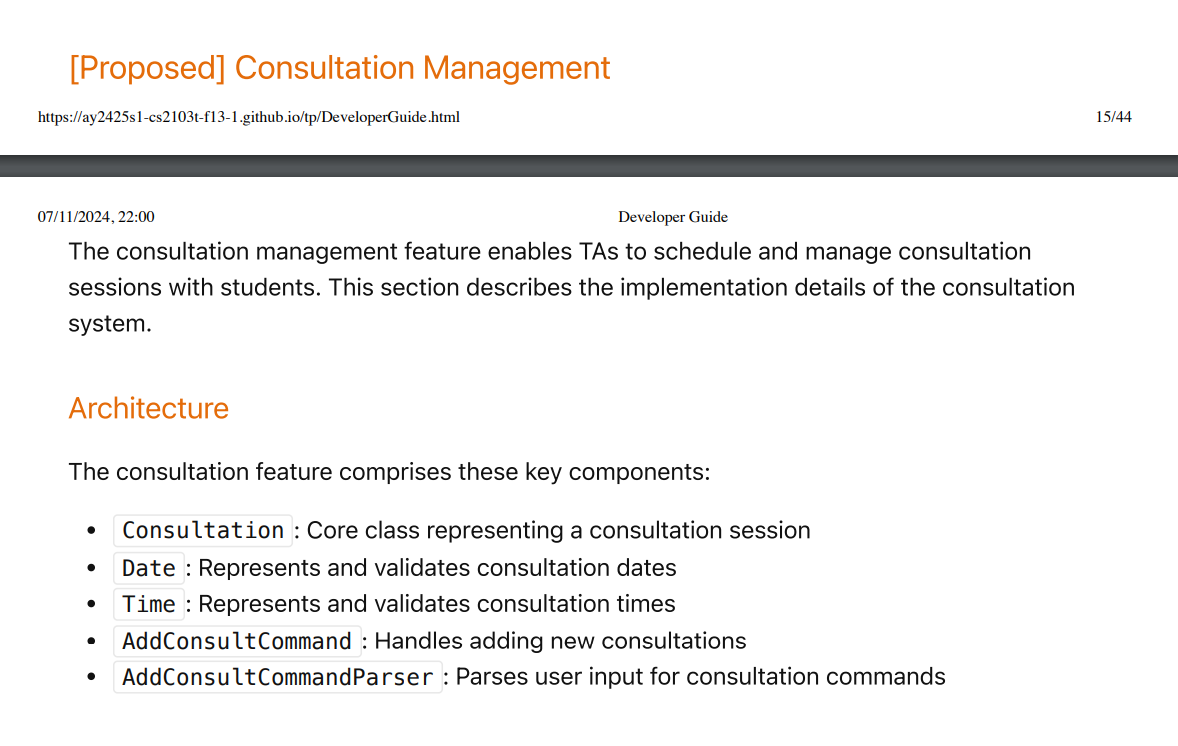 [Proposed] Consultation Management
https://ay2425s1-cs2103t-f13-1.github.io/tp/DeveloperGuide.html 15/44
07/11/2024, 22:00 Developer Guide
The consultation management feature enables TAs to schedule and manage consultation
sessions with students. This section describes the implementation details of the consultation
system.
Architecture
The consultation feature comprises these key components:
• Consultation : Core class representing a consultation session
• Date : Represents and validates consultation dates
• Time : Represents and validates consultation times
• AddConsultCommand : Handles adding new consultations
• AddConsultCommandParser : Parses user input for consultation commands